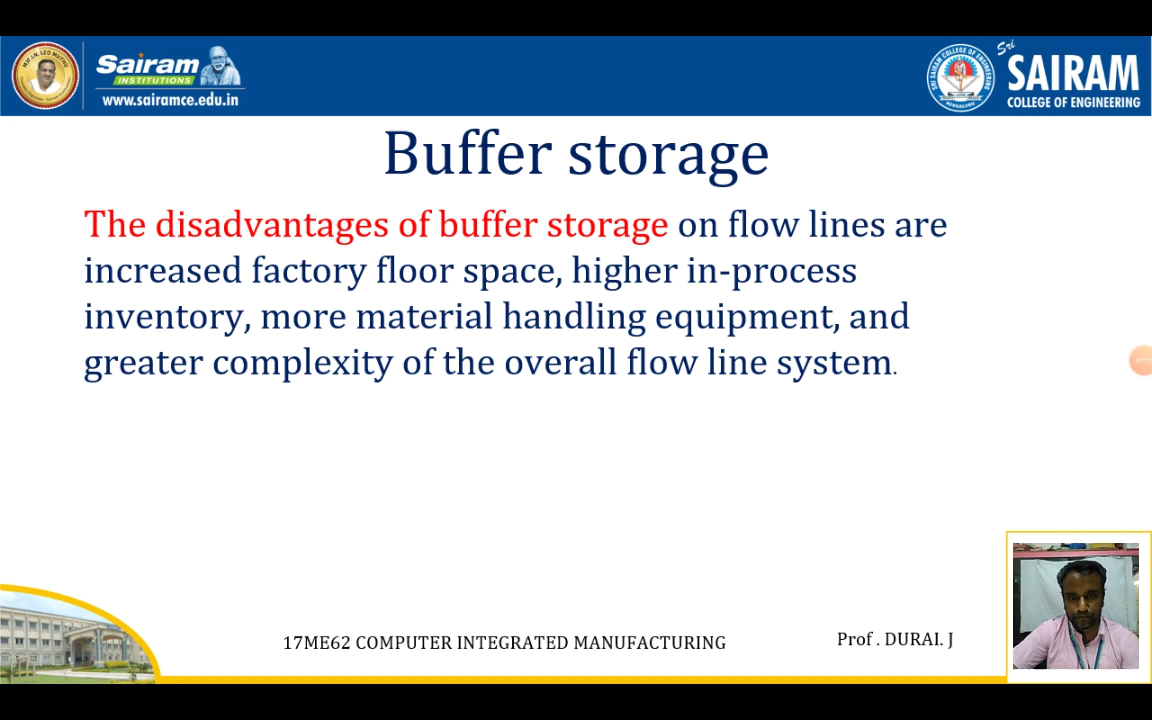 Sairam
INSTITUTIONS
www.sairamce.edu.in
Sri
SAIRAM
COLLEGE OF ENGINEERING
Buffer storage
The disadvantages of buffer storage on flow lines are
increased factory floor space, higher in-process
inventory, more material handling equipment, and
greater complexity of the overall flow line system.
17ME62 COMPUTER INTEGRATED MANUFACTURING
Prof . DURAI. J